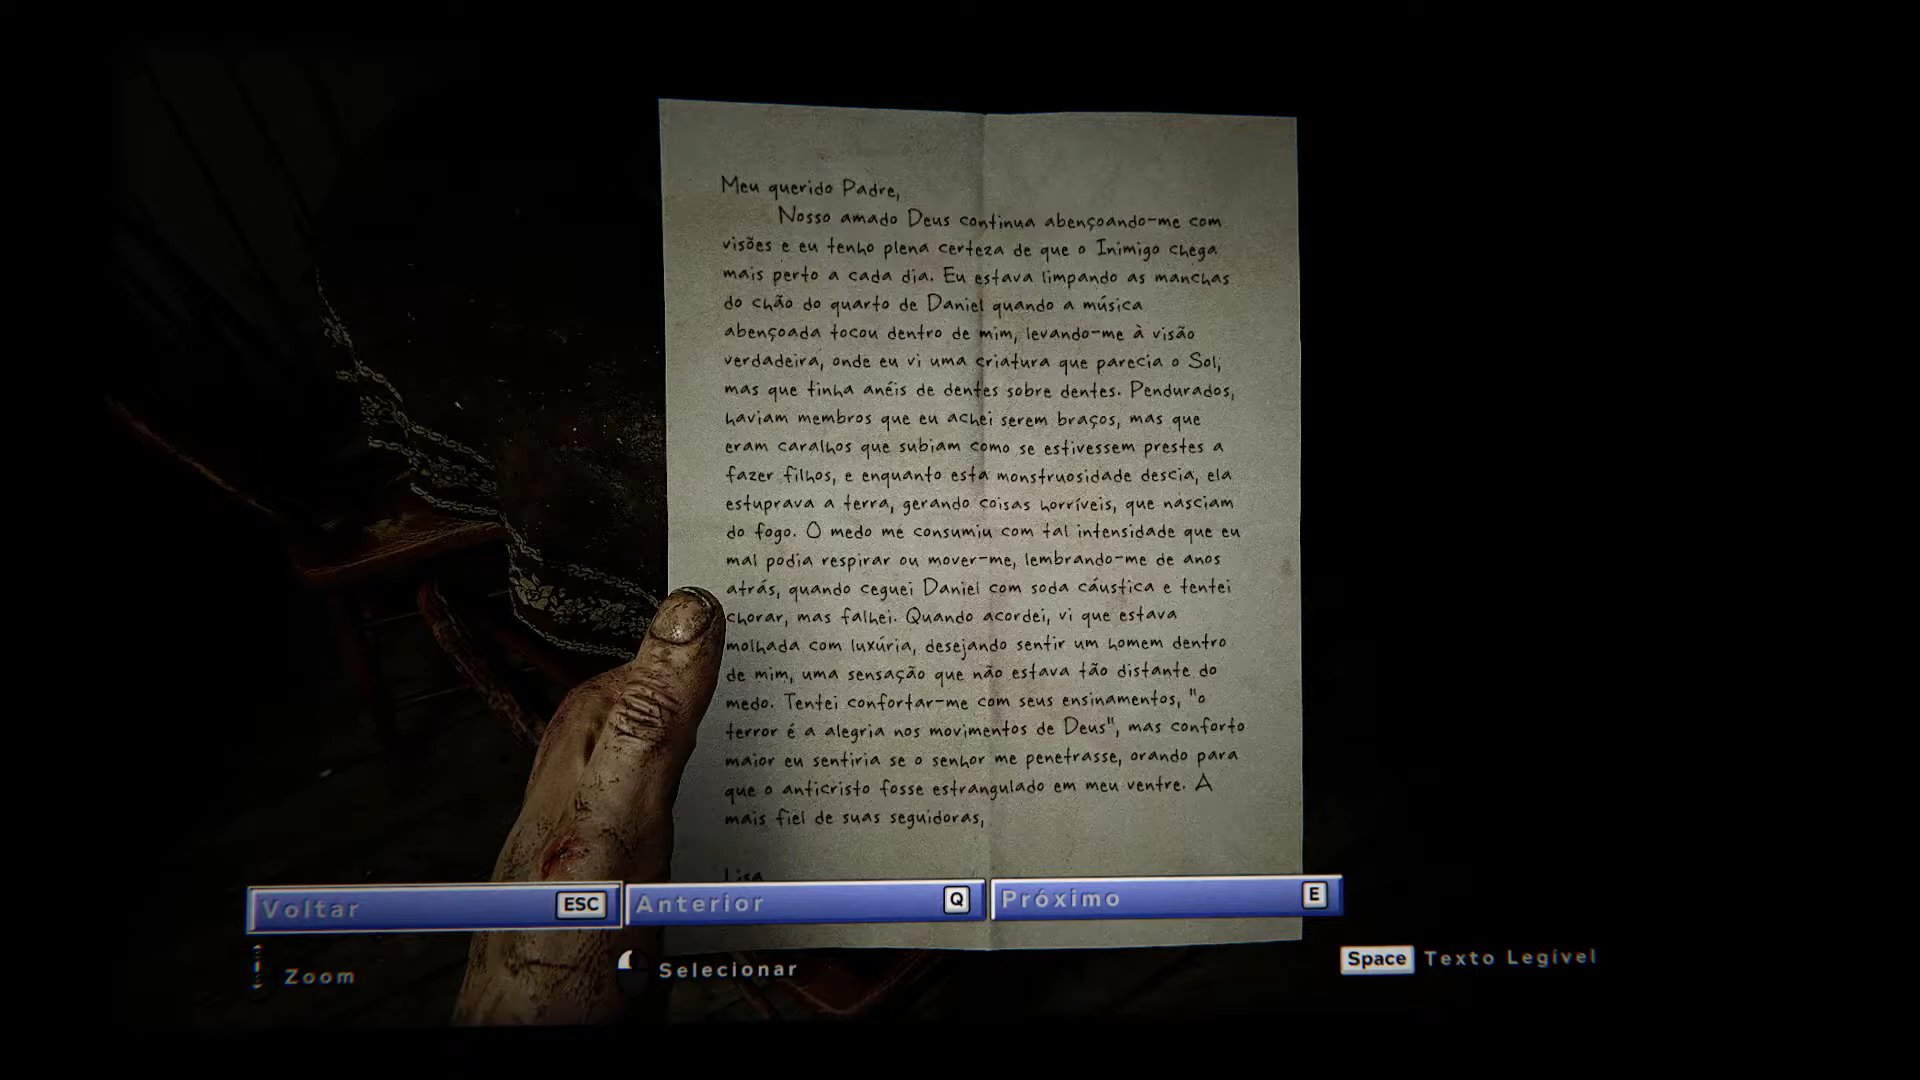 Meu querido Padre,
Nosso amado Deus continua abençoando-me com
visões e eu tenho plena certeza de que o Inimigo chega
mais perto a cada dia. Eu estava limpando as manchas
do chão do quarto de Daniel quando a música
abençoada tocou dentro de mim, levando-me à visão
verdadeira, onde eu vi uma criatura que parecia o Sol,
mas que tinha anéis de dentes sobre dentes. Pendurados,
haviam membros que eu achei serem braços, mas que
eram caralhos que subiam como se estivessem prestes a
fazer filhos, e enquanto esta monstruosidade descia, ela
estuprava a terra, gerando coisas horríveis, que nasciam
do fogo. O medo me consumiu com tal intensidade que eu
mal podia respirar ou mover-me, lembrando-me de anos
atrás, quando ceguei Daniel com soda cáustica e tentei
chorar, mas falhei. Quando acordei, vi que estava
molhada com luxúria, desejando sentir um homem dentro
de mim, uma sensação que não estava tão distante do
medo. Tentei confortar-me com seus ensinamentos, "o
terror é a alegria nos movimentos de Deus", mas conforto
maior eu sentiria se o senhor me penetrasse, orando para
que o anticristo fosse estrangulado em meu ventre. A
mais fiel de suas seguidoras,
Lisa
Voltar ESC Anterior Q Próximo E
Zoom Selecionar Space Texto Legível